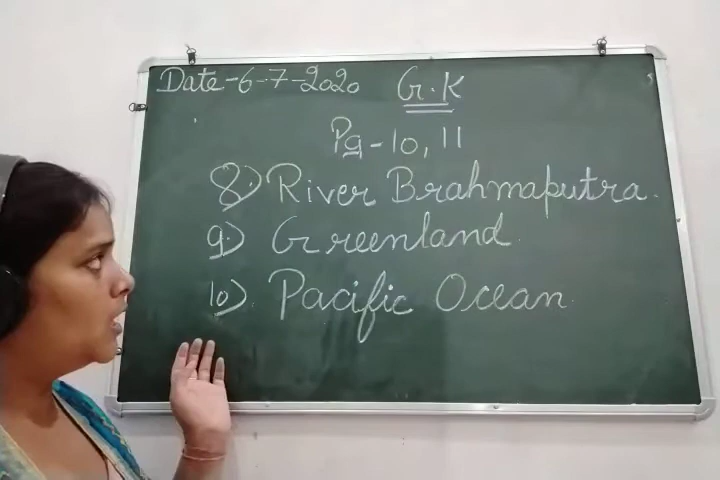 Date-6-7-2020 G.K
Pg-10, 11
8.) River Brahmaputra.
9.) Greenland.
10). Pacific Ocean.